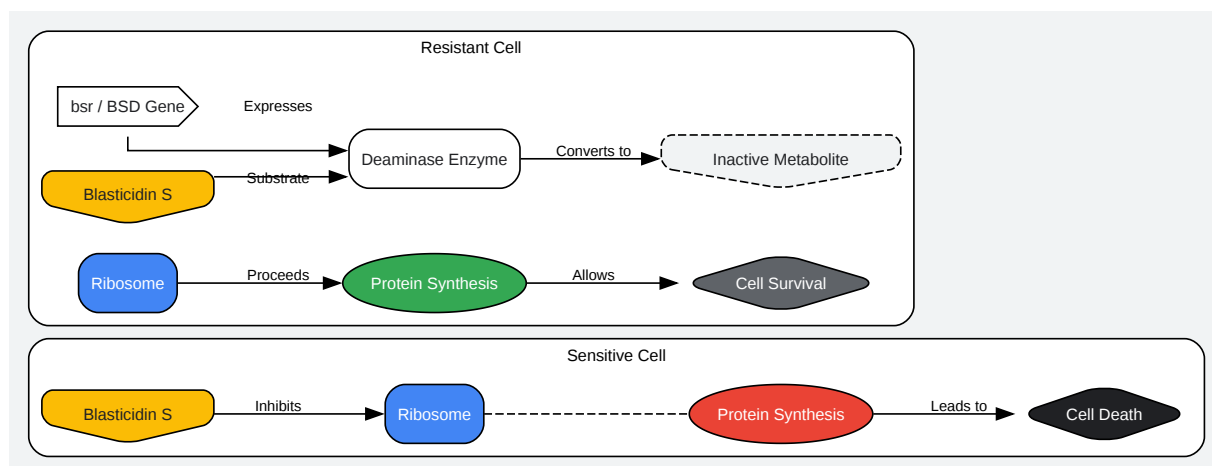 Resistant Cell
bsr / BSD Gene
Expresses
Deaminase Enzyme
Converts to
Inactive Metabolite
Blasticidin S
Substrate
Ribosome
Proceeds
Protein Synthesis
Allows
Cell Survival
Sensitive Cell
Blasticidin S
Inhibits
Ribosome
Protein Synthesis
Leads to
Cell Death